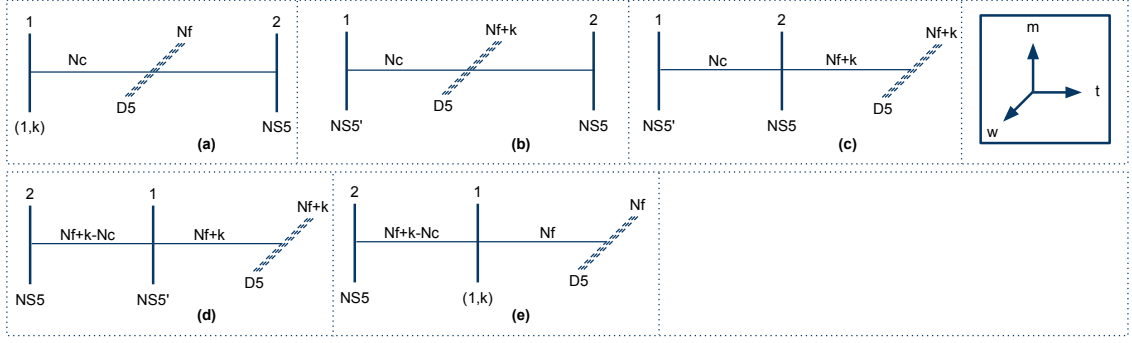 1
Nf
2
Nc
D5
(1,k)
NS5
(a)
1
Nf+k
2
Nc
D5
NS5'
NS5
(b)
1
2
Nf+k
Nc
Nf+k
D5
NS5'
NS5
(c)
m
t
w
2
1
Nf+k
Nf+k-Nc
Nf+k
D5
NS5
NS5'
(d)
2
1
Nf
Nf+k-Nc
Nf
D5
NS5
(1,k)
(e)